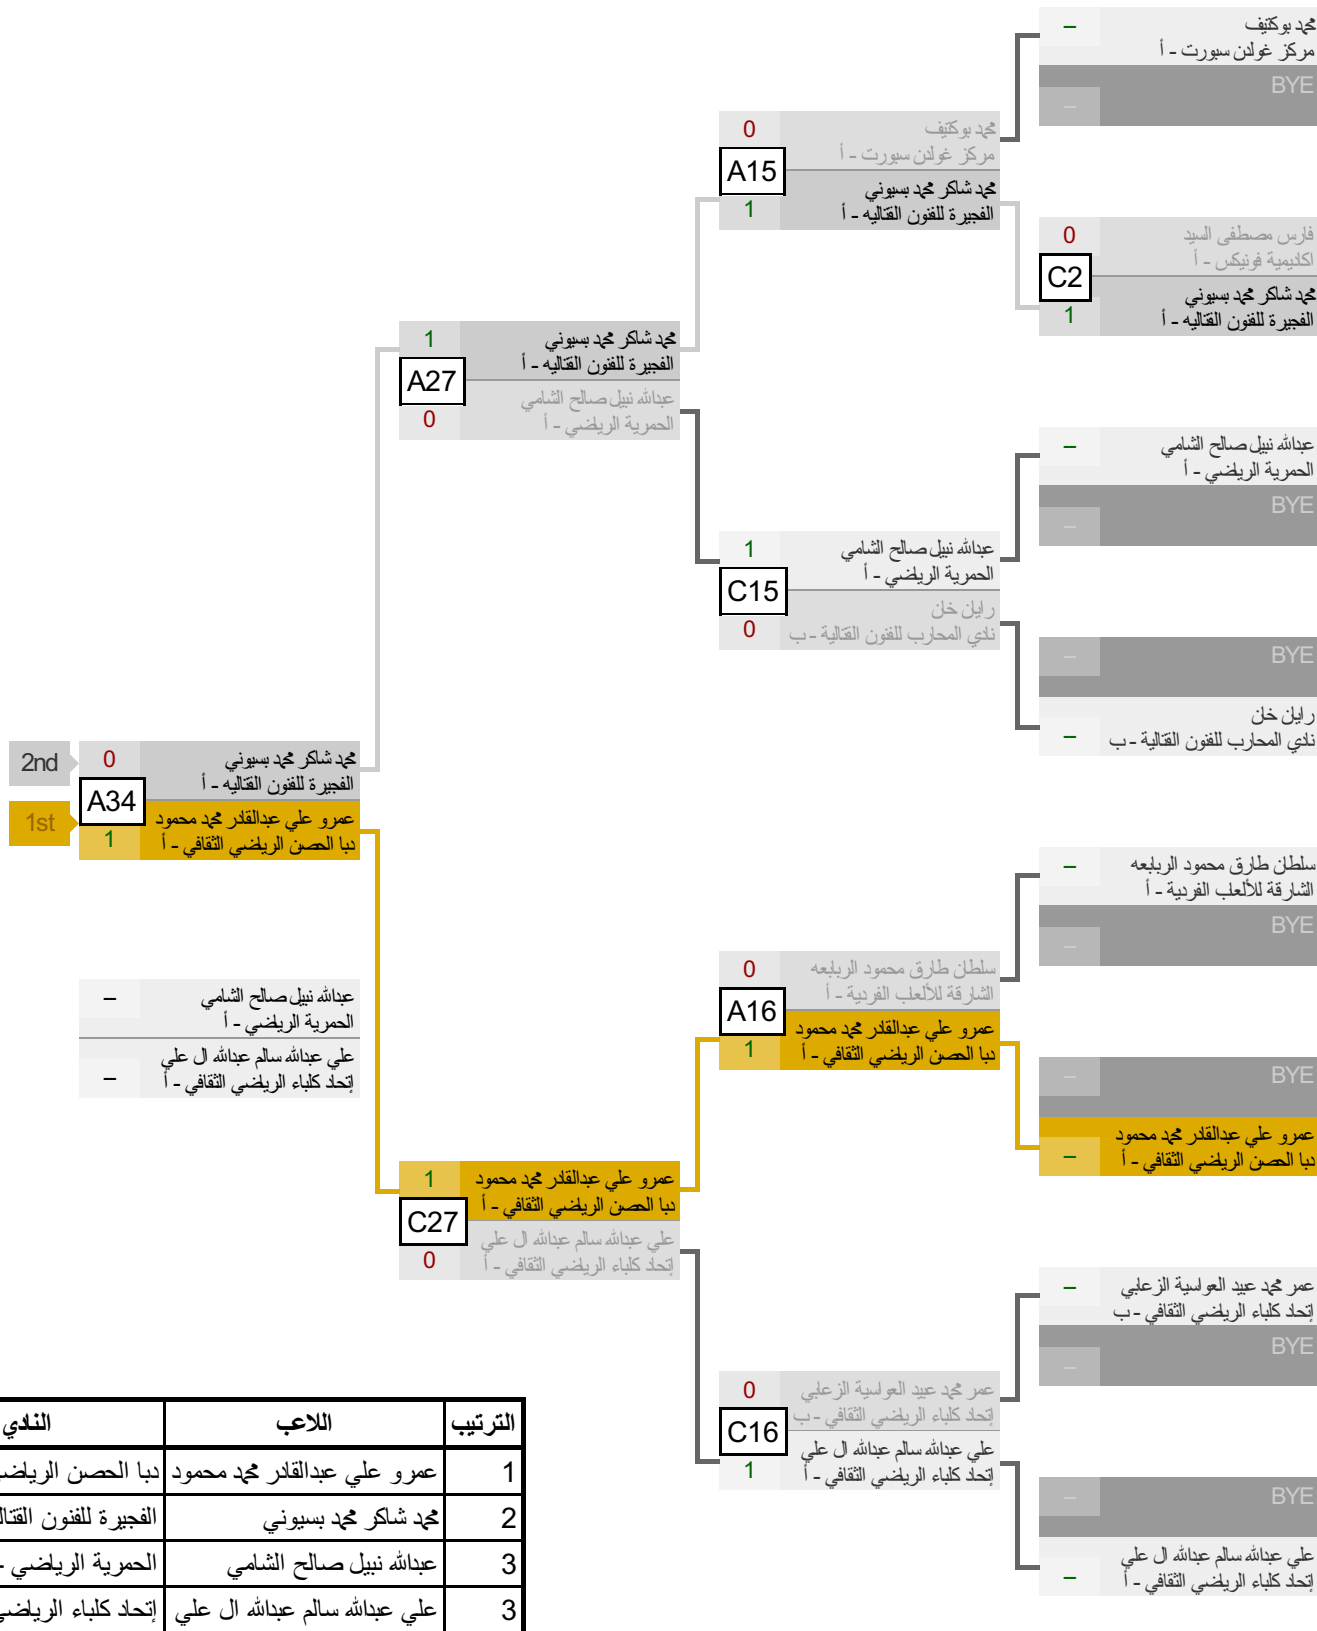 محمد بوكثيف
مركز غولدن سبورت - أ
–
BYE
–
فارس مصطفى السيد
اكاديمية فونيكس - أ
0
C2
محمد شاكر محمد بسيوني
الفجيرة للفنون القتاليه - أ
1
عبدالله نبيل صالح الشامي
الحمرية الرياضي - أ
–
BYE
–
BYE
–
رايان خان
نادي المحارب للفنون القتالية - ب
–
سلطان طارق محمود الربابعه
الشارقة للألعاب الفردية - أ
–
BYE
–
BYE
–
عمرو علي عبدالقادر محمد محمود
دبا الحصن الرياضي الثقافي - أ
–
عمر محمد عبيد العواسية الزعابي
إتحاد كلباء الرياضي الثقافي - ب
–
BYE
–
BYE
–
علي عبدالله سالم عبدالله ال علي
إتحاد كلباء الرياضي الثقافي - أ
–
محمد بوكثيف
مركز غولدن سبورت - أ
0
A15
محمد شاكر محمد بسيوني
الفجيرة للفنون القتاليه - أ
1
عبدالله نبيل صالح الشامي
الحمرية الرياضي - أ
1
C15
رايان خان
نادي المحارب للفنون القتالية - ب
0
سلطان طارق محمود الربابعه
الشارقة للألعاب الفردية - أ
0
A16
عمرو علي عبدالقادر محمد محمود
دبا الحصن الرياضي الثقافي - أ
1
عمر محمد عبيد العواسية الزعابي
إتحاد كلباء الرياضي الثقافي - ب
0
C16
علي عبدالله سالم عبدالله ال علي
إتحاد كلباء الرياضي الثقافي - أ
1
محمد شاكر محمد بسيوني
الفجيرة للفنون القتاليه - أ
1
A27
عبدالله نبيل صالح الشامي
الحمرية الرياضي - أ
0
عمرو علي عبدالقادر محمد محمود
دبا الحصن الرياضي الثقافي - أ
1
C27
علي عبدالله سالم عبدالله ال علي
إتحاد كلباء الرياضي الثقافي - أ
0
محمد شاكر محمد بسيوني
الفجيرة للفنون القتاليه - أ
0
2nd
A34
عمرو علي عبدالقادر محمد محمود
دبا الحصن الرياضي الثقافي - أ
1
1st
عبدالله نبيل صالح الشامي
الحمرية الرياضي - أ
–
علي عبدالله سالم عبدالله ال علي
إتحاد كلباء الرياضي الثقافي - أ
–
الترتيب اللاعب النادي
1 عمرو علي عبدالقادر محمد محمود دبا الحصن
2 محمد شاكر محمد بسيوني الفجيرة للفنون
3 عبدالله نبيل صالح الشامي الحمرية الرياضي -
3 علي عبدالله سالم عبدالله ال علي إتحاد كلباء